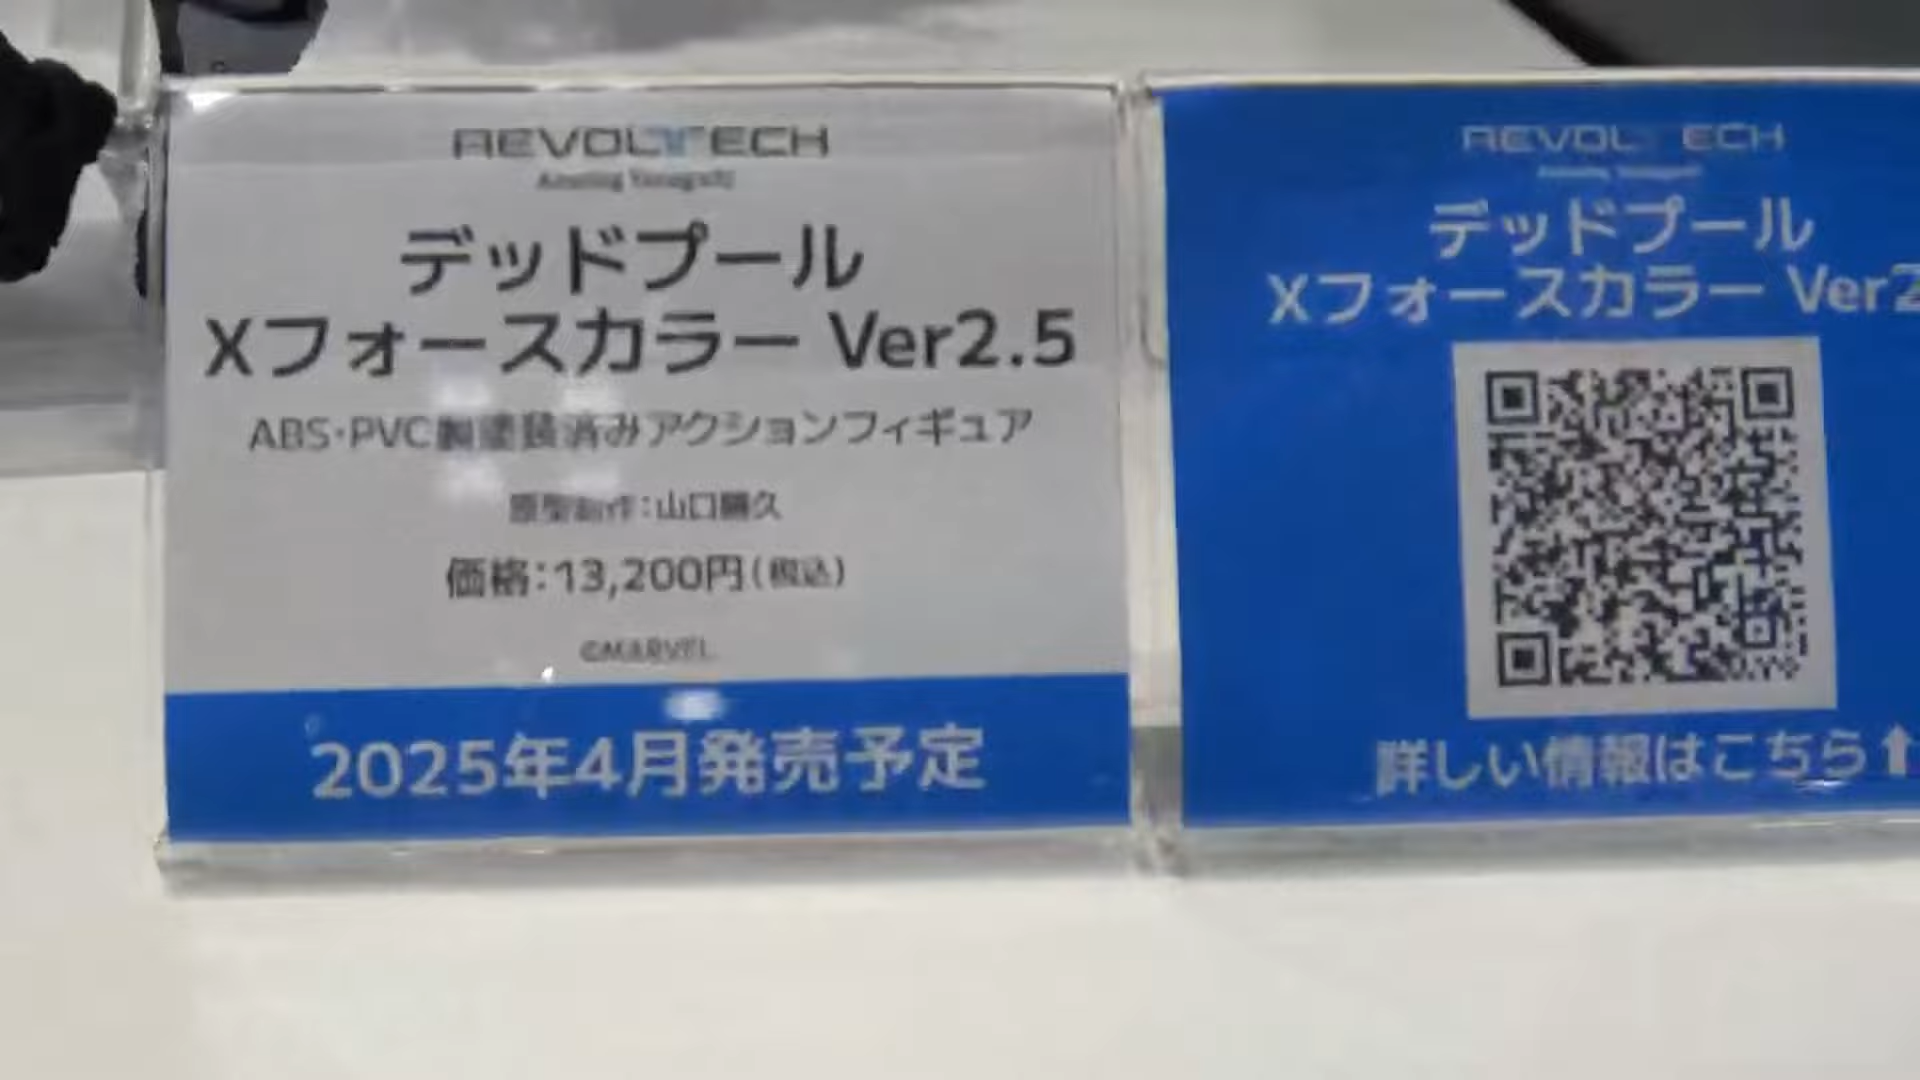 REVOLTECH
Amazing Yamaguchi
デッドプール
Xフォースカラー Ver2.5
ABS・PVC製塗装済みアクションフィギュア
原型制作：山口勝久
価格：13,200円（税込）
©MARVEL
2025年4月発売予定
REVOLTECH
デッドプール
Xフォースカラー Ver2
詳しい情報はこちら⬆